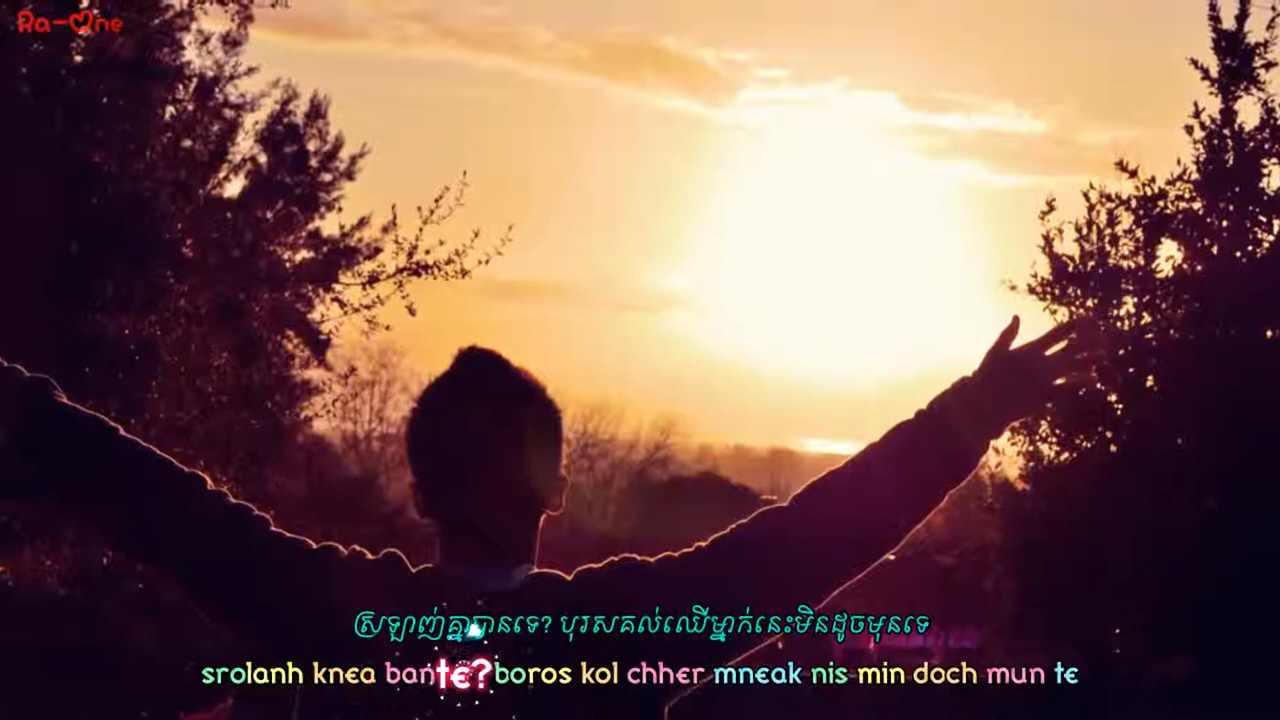 Ra-One
ស្រឡាញ់គ្នាបានទេ? បុរសគល់ឈើម្នាក់នេះមិនដូចមុនទេ
srolanh knea ban te? boros kol chher mneak nis min doch mun te